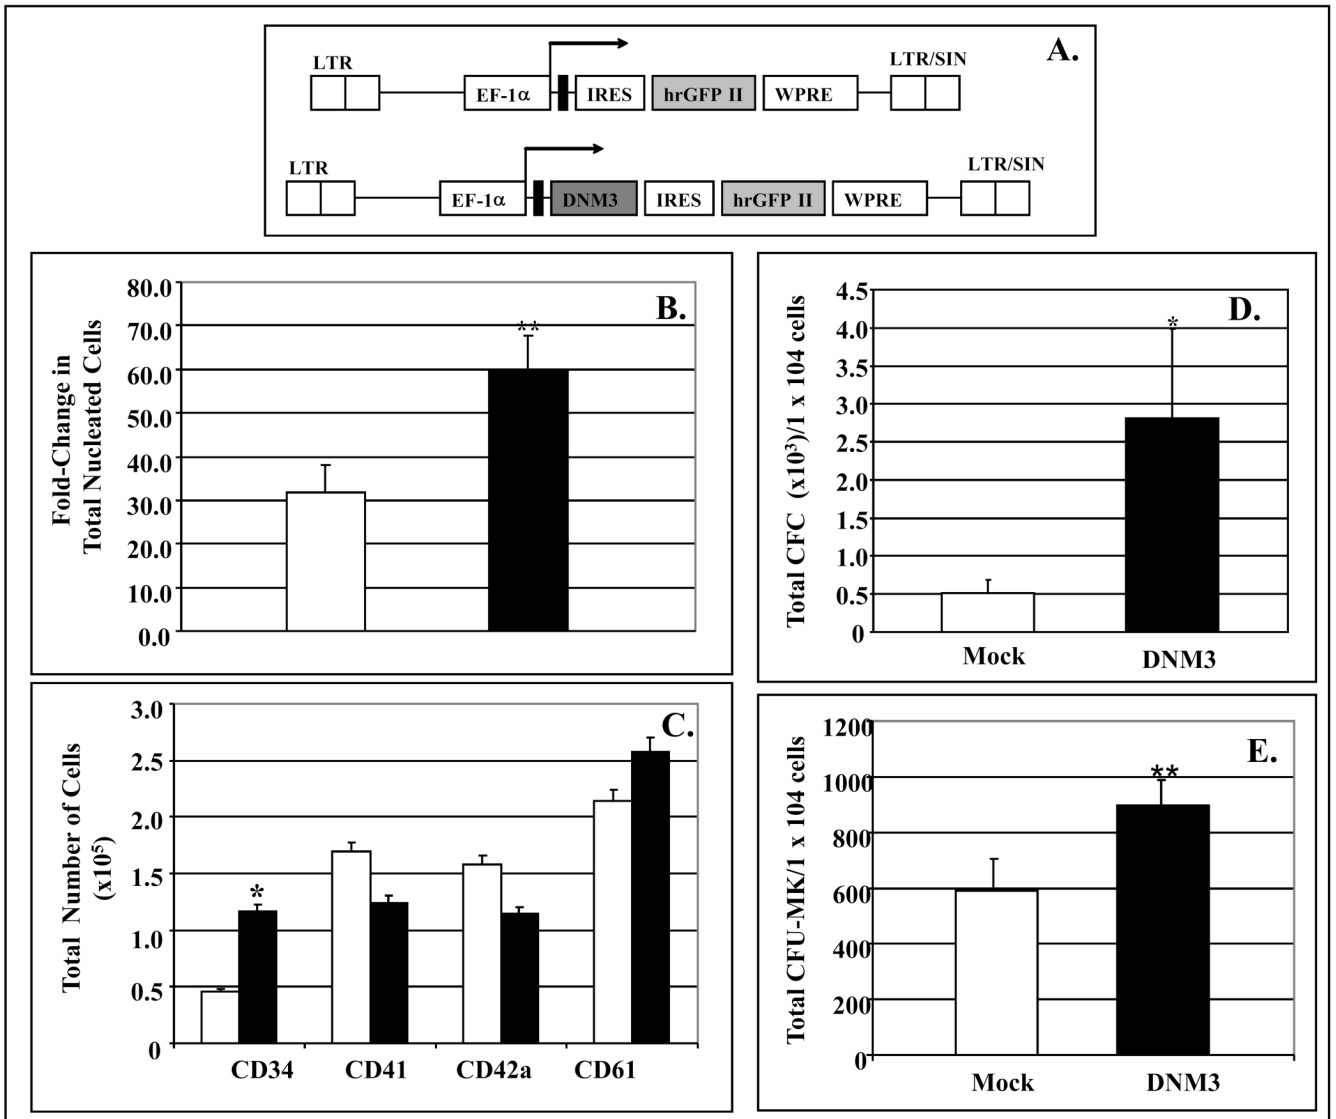 A.
LTR
LTR/SIN
EF-1α IRES hrGFP II WPRE
LTR
LTR/SIN
EF-1α DNM3 IRES hrGFP II WPRE
B.
Fold-Change in
Total Nucleated Cells
80.0
70.0
60.0
50.0
40.0
30.0
20.0
10.0
0.0
**
C.
Total Number of Cells
(x10⁵)
3.0
2.5
2.0
1.5
1.0
0.5
0
*
CD34 CD41 CD42a CD61
D.
Total CFC (x10³)/1 x 104 cells
4.5
4.0
3.5
3.0
2.5
2.0
1.5
1.0
0.5
0
*
Mock DNM3
E.
Total CFU-MK/1 x 104 cells
1200
1000
800
600
400
200
0
**
Mock DNM3